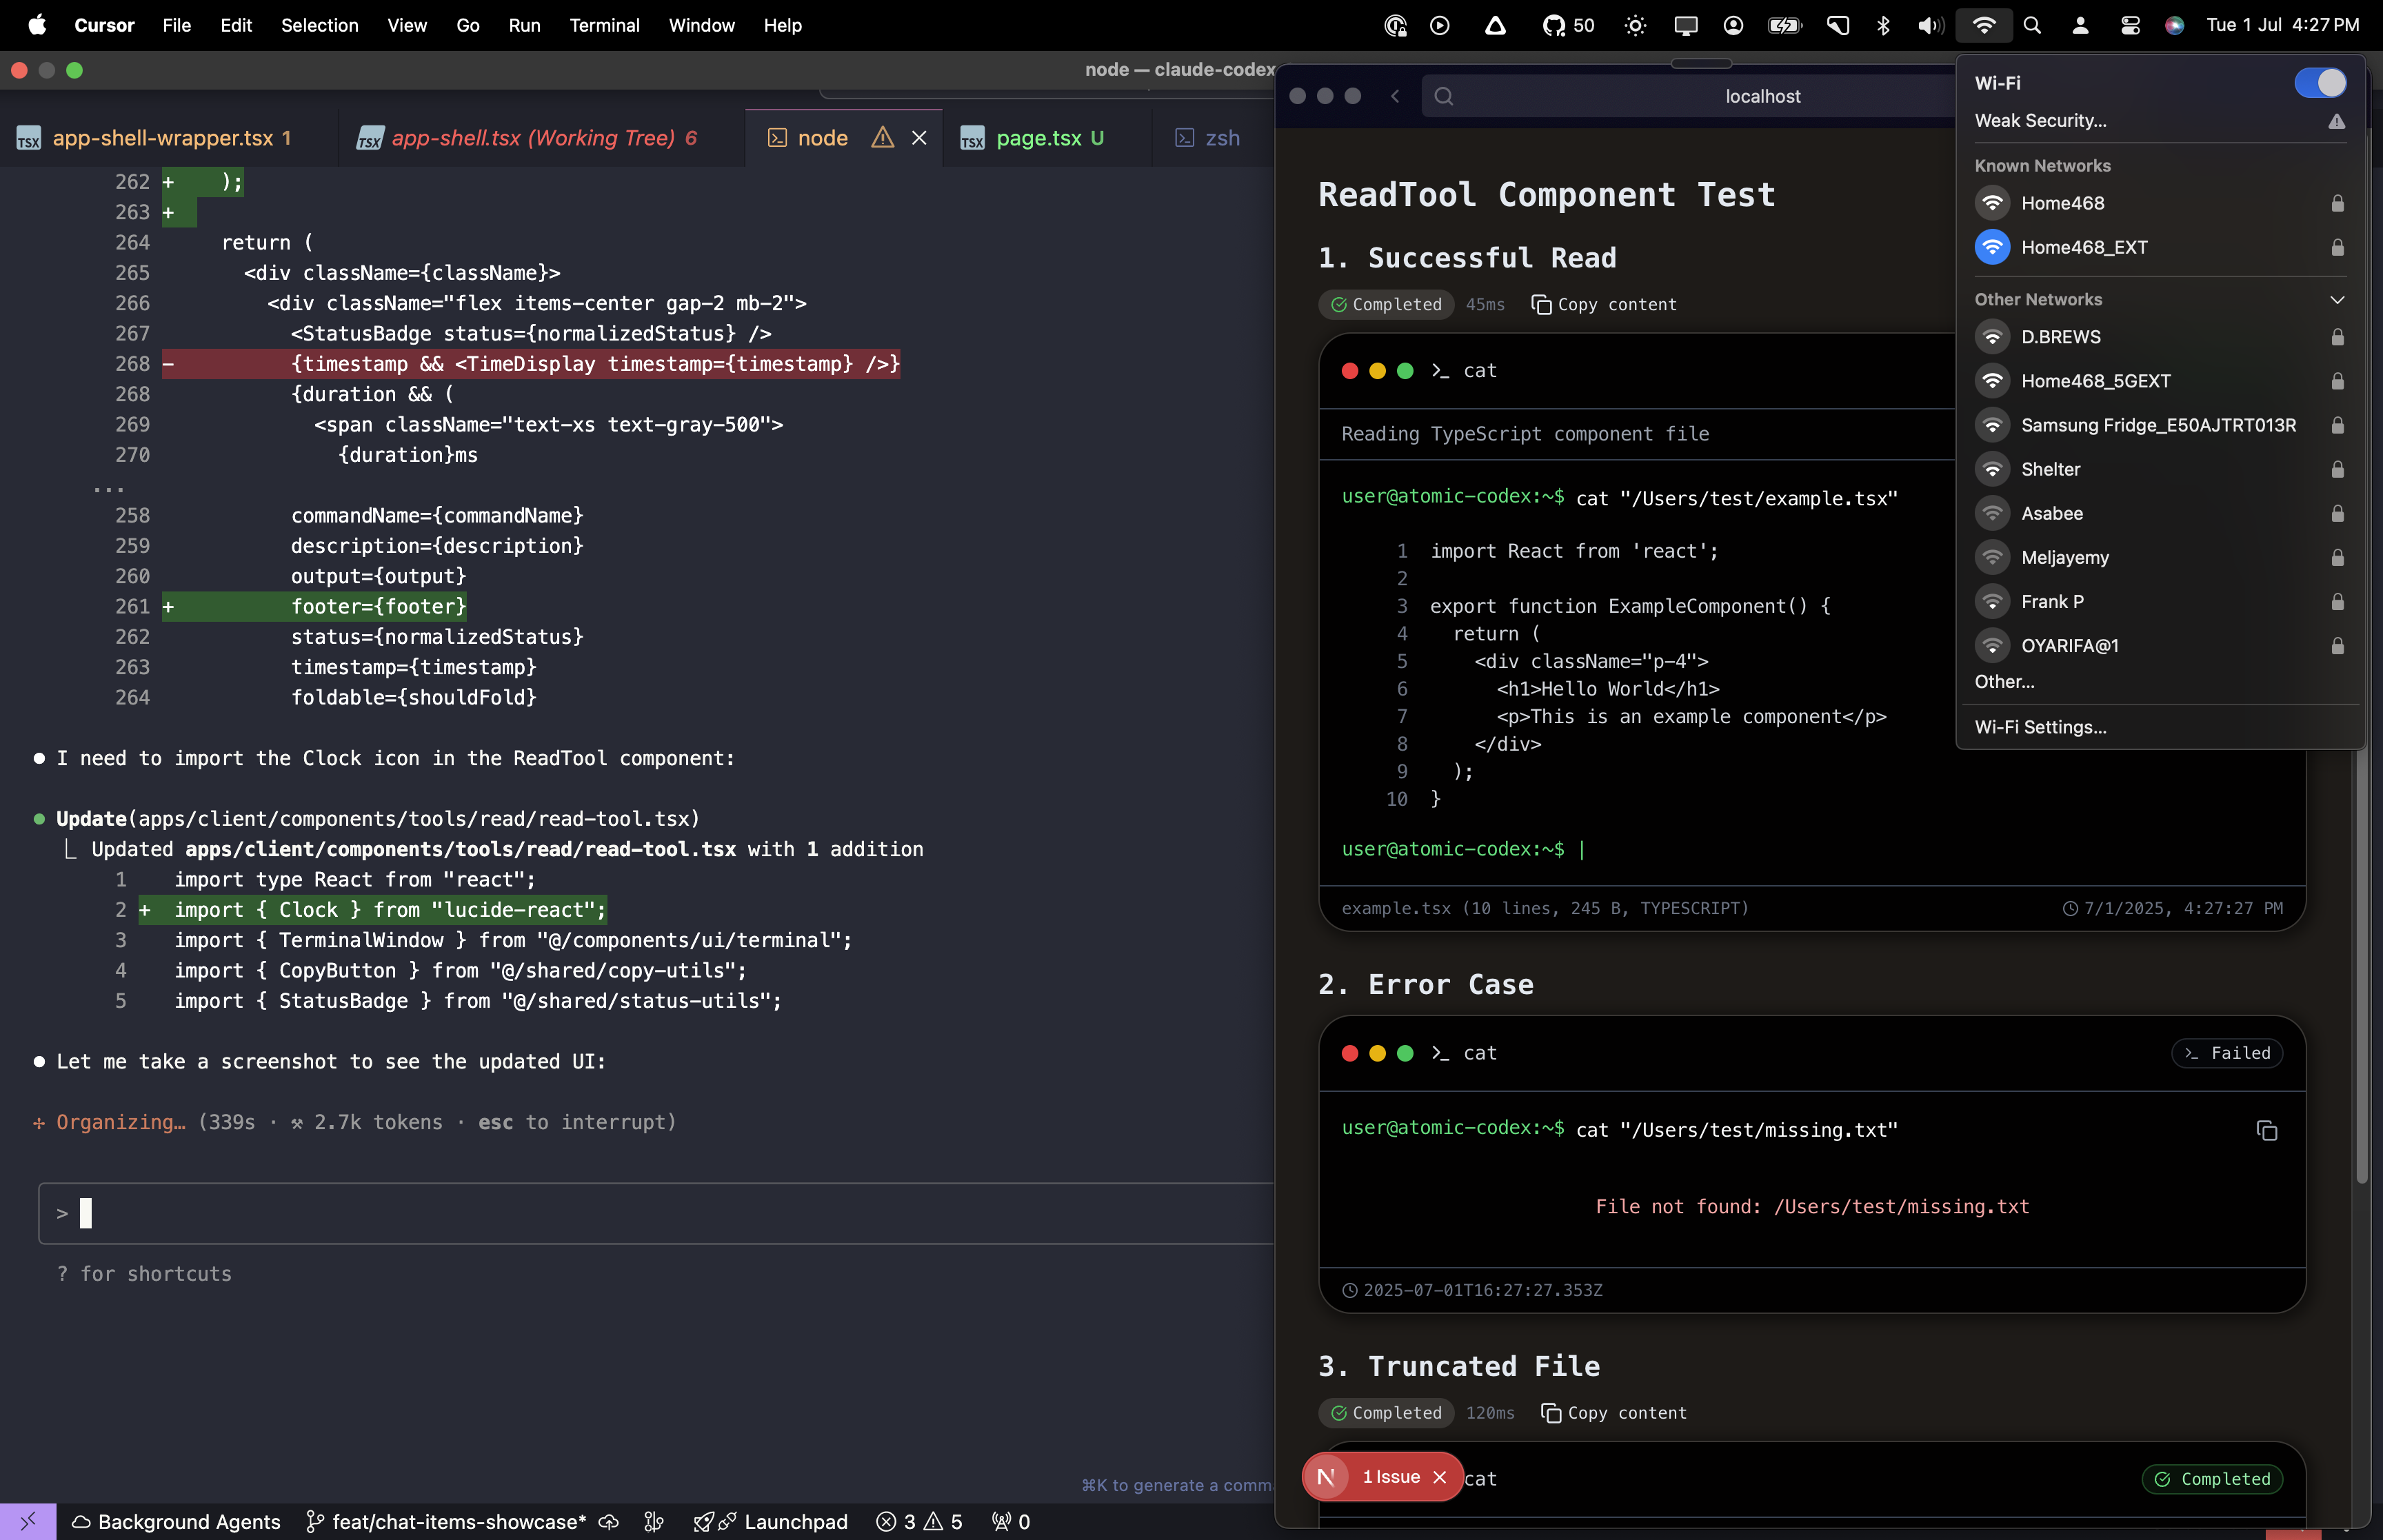 Cursor File Edit Selection View Go Run Terminal Window Help
50 Tue 1 Jul 4:27 PM
node — claude-codex
app-shell-wrapper.tsx 1
app-shell.tsx (Working Tree) 6
node
page.tsx U
zsh
262 + );
263 +
264 return (
265 <div className={className}>
266 <div className="flex items-center gap-2 mb-2">
267 <StatusBadge status={normalizedStatus} />
268 - {timestamp && <TimeDisplay timestamp={timestamp} />}
268 {duration && (
269 <span className="text-xs text-gray-500">
270 {duration}ms
...
258 commandName={commandName}
259 description={description}
260 output={output}
261 + footer={footer}
262 status={normalizedStatus}
263 timestamp={timestamp}
264 foldable={shouldFold}
● I need to import the Clock icon in the ReadTool component:
● Update(apps/client/components/tools/read/read-tool.tsx)
⎣ Updated apps/client/components/tools/read/read-tool.tsx with 1 addition
1 import type React from "react";
2 + import { Clock } from "lucide-react";
3 import { TerminalWindow } from "@/components/ui/terminal";
4 import { CopyButton } from "@/shared/copy-utils";
5 import { StatusBadge } from "@/shared/status-utils";
● Let me take a screenshot to see the updated UI:
✢ Organizing… (339s · ⚒ 2.7k tokens · esc to interrupt)
>
? for shortcuts
⌘K to generate a comm
Background Agents feat/chat-items-showcase* Launchpad 3 5 0
localhost
ReadTool Component Test
1. Successful Read
Completed 45ms Copy content
>_ cat
Reading TypeScript component file
user@atomic-codex:~$ cat "/Users/test/example.tsx"
1 import React from 'react';
2
3 export function ExampleComponent() {
4 return (
5 <div className="p-4">
6 <h1>Hello World</h1>
7 <p>This is an example component</p>
8 </div>
9 );
10 }
user@atomic-codex:~$ |
example.tsx (10 lines, 245 B, TYPESCRIPT) 7/1/2025, 4:27:27 PM
2. Error Case
>_ cat >_ Failed
user@atomic-codex:~$ cat "/Users/test/missing.txt"
File not found: /Users/test/missing.txt
2025-07-01T16:27:27.353Z
3. Truncated File
Completed 120ms Copy content
N 1 Issue ×
cat Completed
Wi-Fi
Weak Security...
Known Networks
Home468
Home468_EXT
Other Networks
D.BREWS
Home468_5GEXT
Samsung Fridge_E50AJTRT013R
Shelter
Asabee
Meljayemy
Frank P
OYARIFA@1
Other...
Wi-Fi Settings...